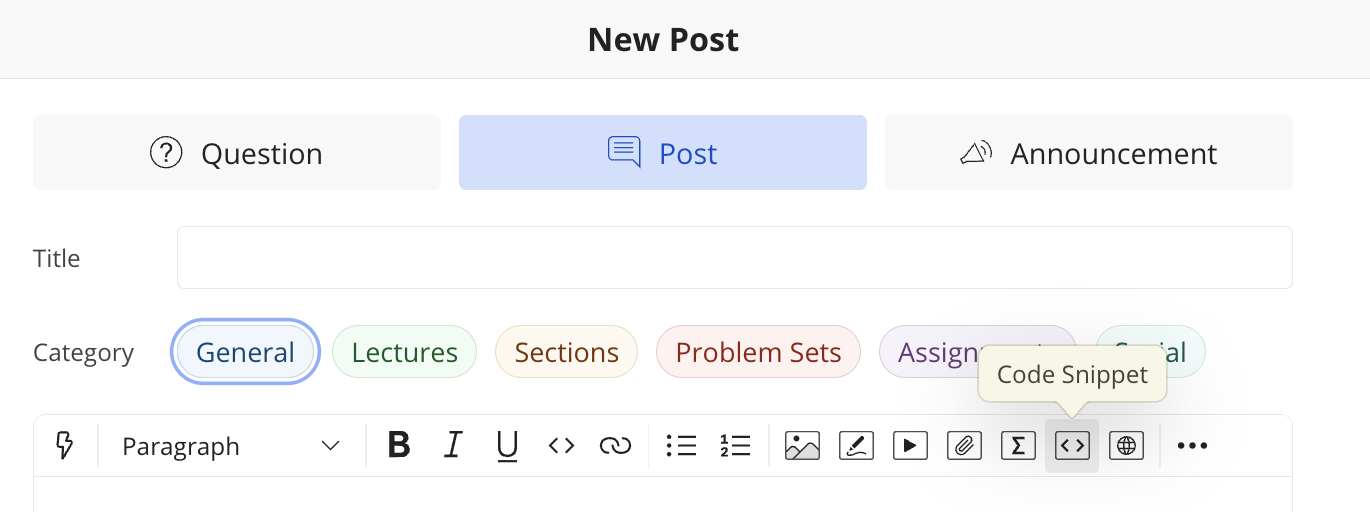 New Post
Question
Post
Announcement
Title
Category
General
Lectures
Sections
Problem Sets
Code Snippet
Paragraph
B I U